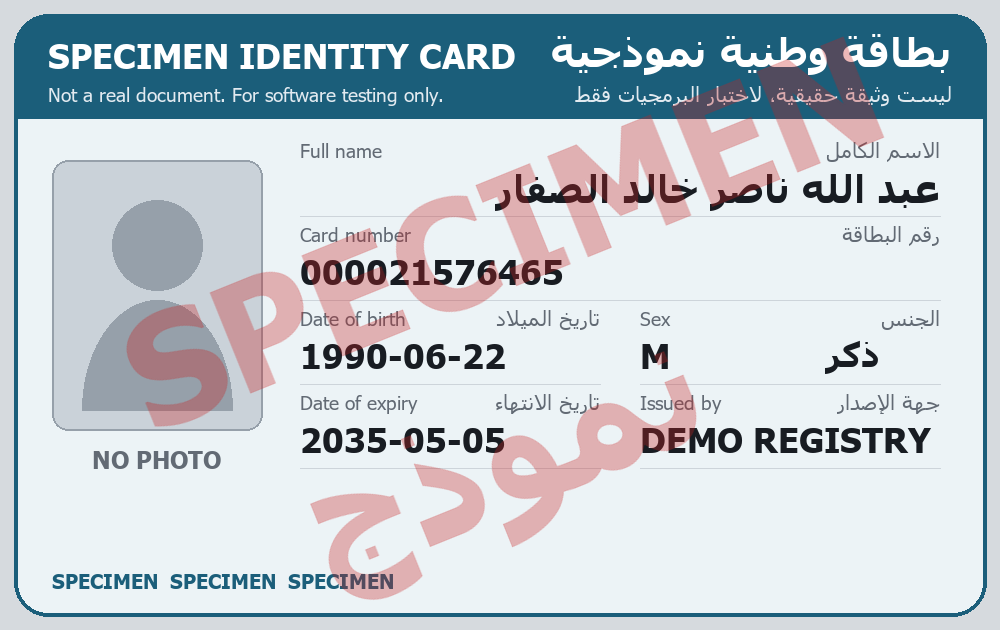 SPECIMEN IDENTITY CARD بطاقة وطنية نموذجية
Not a real document. For software testing only. ليست وثيقة حقيقية، لاختبار البرمجيات فقط
Full name الاسم الكامل
عبد الله ناصر خالد الصفار
Card number رقم البطاقة
000021576465
Date of birth تاريخ الميلاد Sex الجنس
1990-06-22 M ذكر
Date of expiry تاريخ الانتهاء Issued by جهة الإصدار
2035-05-05 DEMO REGISTRY
NO PHOTO
SPECIMEN SPECIMEN SPECIMEN
SPECIMEN
نموذج